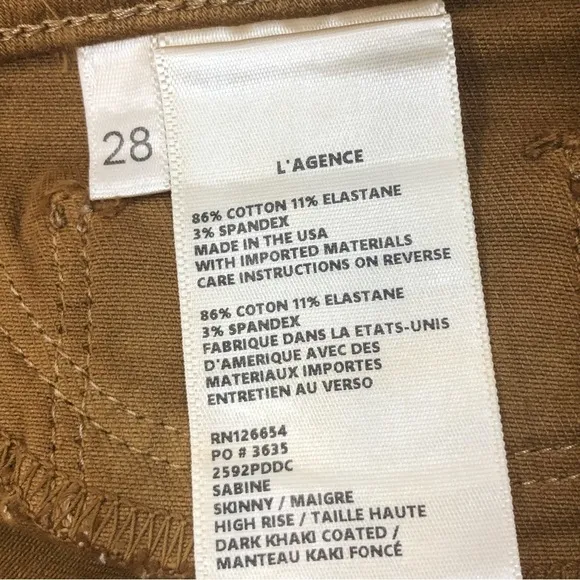 28
L'AGENCE
86% COTTON 11% ELASTANE
3% SPANDEX
MADE IN THE USA
WITH IMPORTED MATERIALS
CARE INSTRUCTIONS ON REVERSE
86% COTON 11% ELASTANE
3% SPANDEX
FABRIQUE DANS LA ETATS-UNIS
D'AMERIQUE AVEC DES
MATERIAUX IMPORTES
ENTRETIEN AU VERSO
RN126654
PO # 3635
2592PDDC
SABINE
SKINNY / MAIGRE
HIGH RISE / TAILLE HAUTE
DARK KHAKI COATED /
MANTEAU KAKI FONCÉ